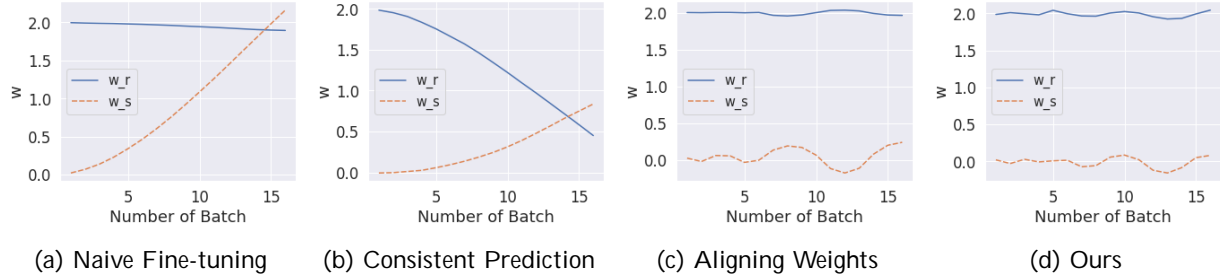 2.0
1.5
1.0
0.5
0.0
w
w_r
w_s
5
10
15
Number of Batch
(a) Naive Fine-tuning
2.0
1.5
1.0
0.5
0.0
w
w_r
w_s
5
10
15
Number of Batch
(b) Consistent Prediction
2.0
1.5
1.0
0.5
0.0
w
w_r
w_s
5
10
15
Number of Batch
(c) Aligning Weights
2.0
1.5
1.0
0.5
0.0
w
w_r
w_s
5
10
15
Number of Batch
(d) Ours